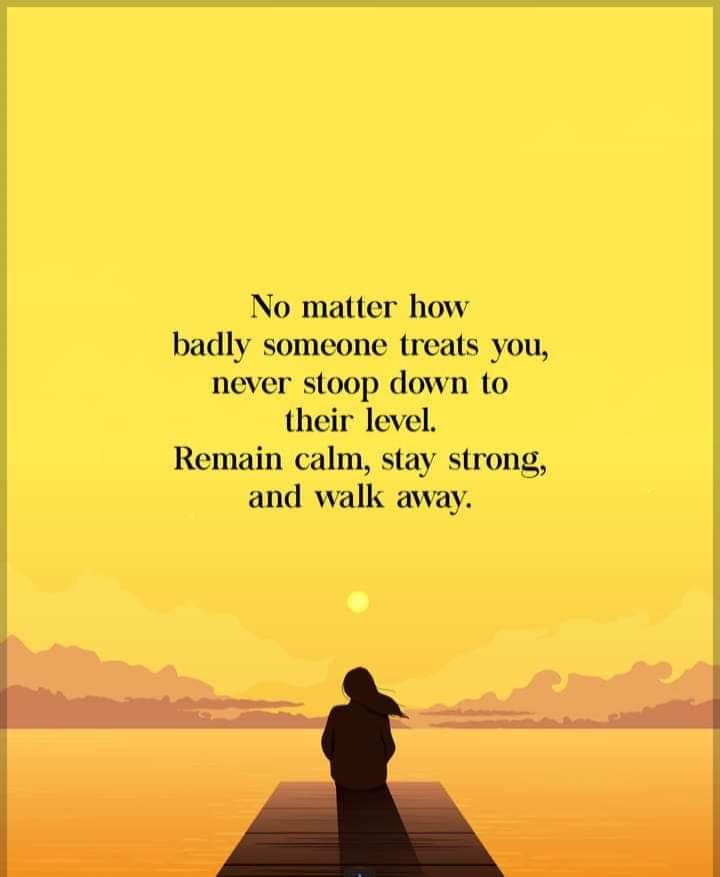 No matter how
badly someone treats you,
never stoop down to
their level.
Remain calm, stay strong,
and walk away.